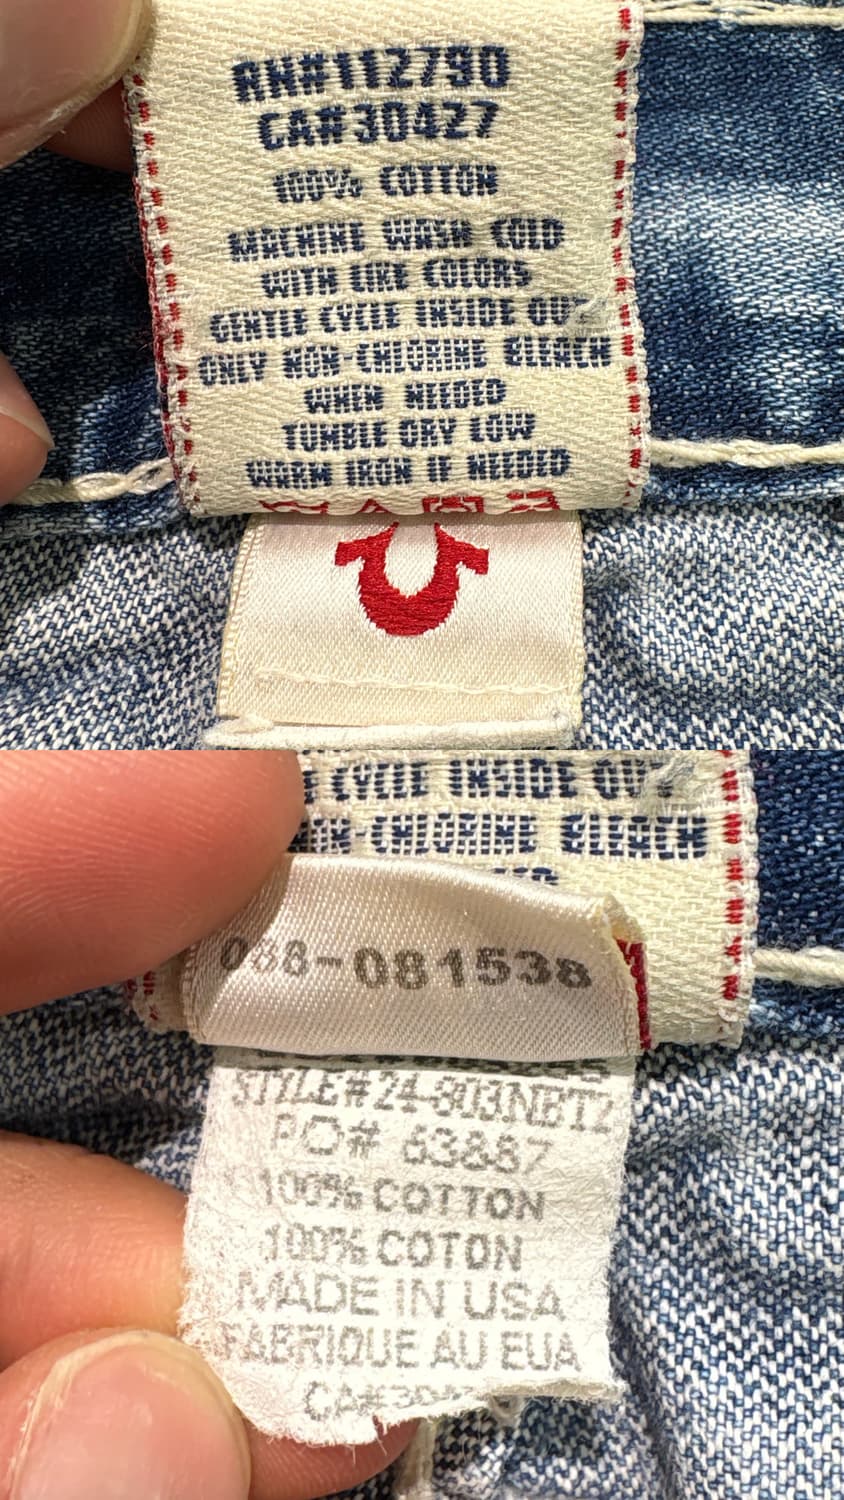 RN#112790
CA#30427
100% COTTON
MACHINE WASH COLD
WITH LIKE COLORS
GENTLE CYCLE INSIDE OUT
ONLY NON-CHLORINE BLEACH
WHEN NEEDED
TUMBLE DRY LOW
WARM IRON IF NEEDED
CYCLE INSIDE OUT
CHLORINE BLEACH
088-081538
STYLE# 24-803NBT2
PO# 63887
100% COTTON
100% COTON
MADE IN USA
FABRIQUE AU EUA